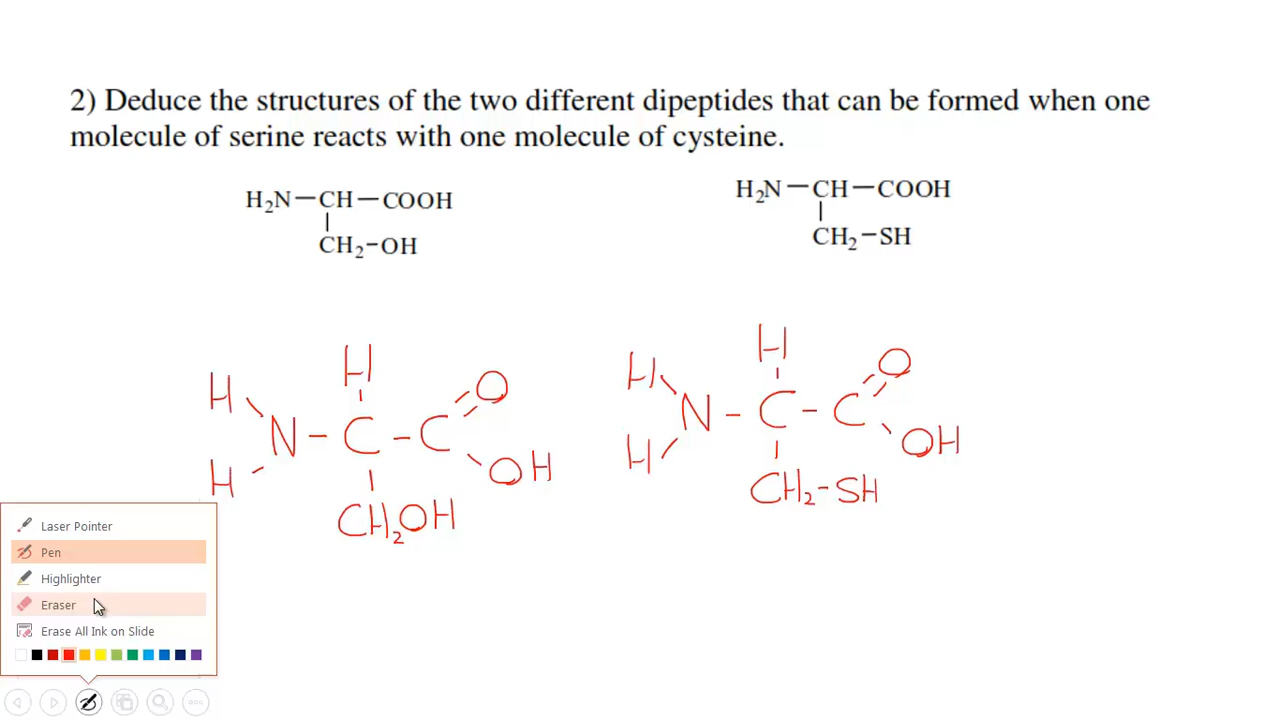 2) Deduce the structures of the two different dipeptides that can be formed when one
molecule of serine reacts with one molecule of cysteine.
H₂N—CH—COOH
CH₂-OH
H₂N—CH—COOH
CH₂-SH
H H O
H N - C - C OH
CH₂OH
H H O
H N - C - C OH
CH₂-SH
Laser Pointer
Pen
Highlighter
Eraser
Erase All Ink on Slide